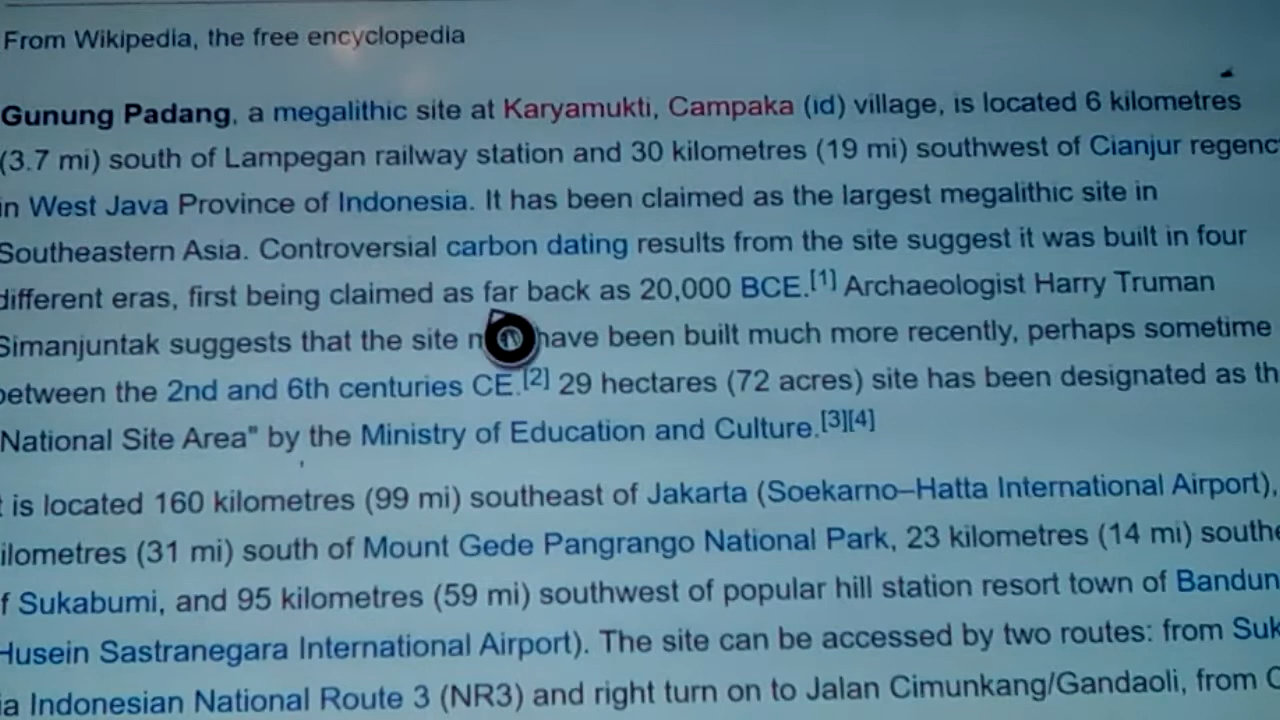 From Wikipedia, the free encyclopedia
Gunung Padang, a megalithic site at Karyamukti, Campaka (id) village, is located 6 kilometres
(3.7 mi) south of Lampegan railway station and 30 kilometres (19 mi) southwest of Cianjur regenc
in West Java Province of Indonesia. It has been claimed as the largest megalithic site in
Southeastern Asia. Controversial carbon dating results from the site suggest it was built in four
different eras, first being claimed as far back as 20,000 BCE.[1] Archaeologist Harry Truman
Simanjuntak suggests that the site have been built much more recently, perhaps sometime
between the 2nd and 6th centuries CE.[2] 29 hectares (72 acres) site has been designated as th
National Site Area" by the Ministry of Education and Culture.[3][4]
t is located 160 kilometres (99 mi) southeast of Jakarta (Soekarno–Hatta International Airport),
ilometres (31 mi) south of Mount Gede Pangrango National Park, 23 kilometres (14 mi) southe
f Sukabumi, and 95 kilometres (59 mi) southwest of popular hill station resort town of Bandun
Husein Sastranegara International Airport). The site can be accessed by two routes: from Suk
ia Indonesian National Route 3 (NR3) and right turn on to Jalan Cimunkang/Gandaoli, from C